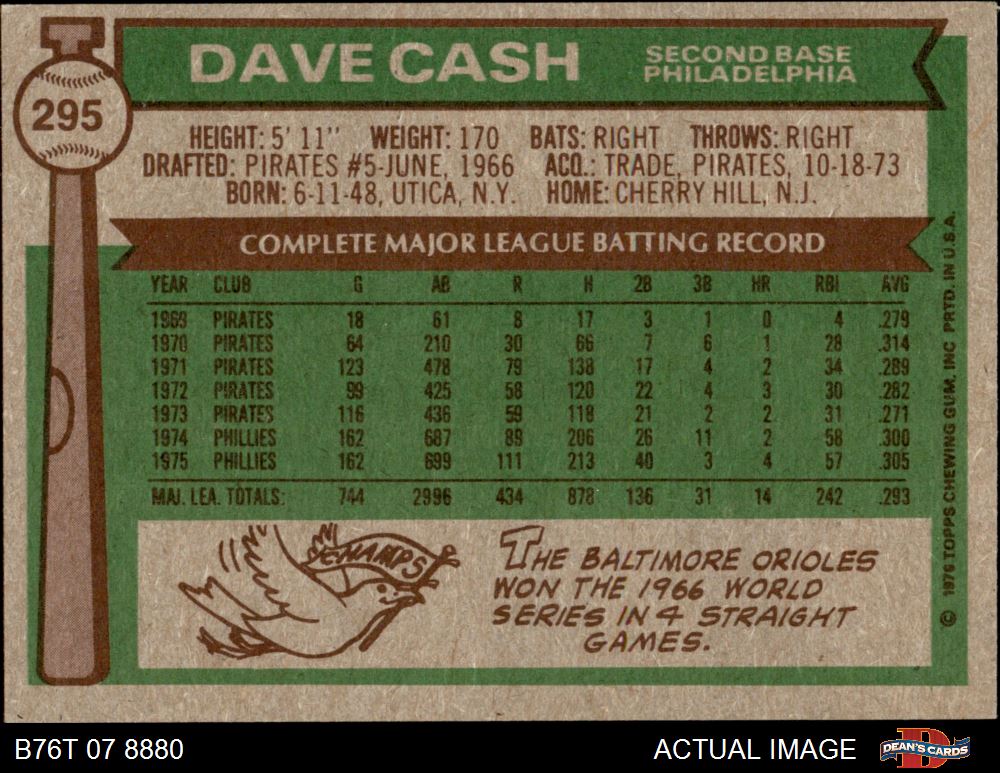 DAVE CASH
SECOND BASE
PHILADELPHIA
295
HEIGHT: 5' 11" WEIGHT: 170 BATS: RIGHT THROWS: RIGHT
DRAFTED: PIRATES #5-JUNE, 1966 ACQ.: TRADE, PIRATES, 10-18-73
BORN: 6-11-48, UTICA, N.Y. HOME: CHERRY HILL, N.J.
COMPLETE MAJOR LEAGUE BATTING RECORD
YEAR CLUB G AB R H 2B 3B HR RBI AVG
1969 PIRATES 18 61 8 17 3 1 0 4 .279
1970 PIRATES 64 210 30 66 7 6 1 28 .314
1971 PIRATES 123 478 79 138 17 4 2 34 .289
1972 PIRATES 99 425 58 120 22 4 3 30 .282
1973 PIRATES 116 436 59 118 21 2 2 31 .271
1974 PHILLIES 162 687 89 206 26 11 2 58 .300
1975 PHILLIES 162 699 111 213 40 3 4 57 .305
MAJ. LEA. TOTALS: 744 2996 434 878 136 31 14 242 .293
CHAMPS
THE BALTIMORE ORIOLES
WON THE 1966 WORLD
SERIES IN 4 STRAIGHT
GAMES.
© 1976 TOPPS CHEWING GUM, INC PRTD. IN U.S.A.
B76T 07 8880
ACTUAL IMAGE
D
DEAN'S CARDS